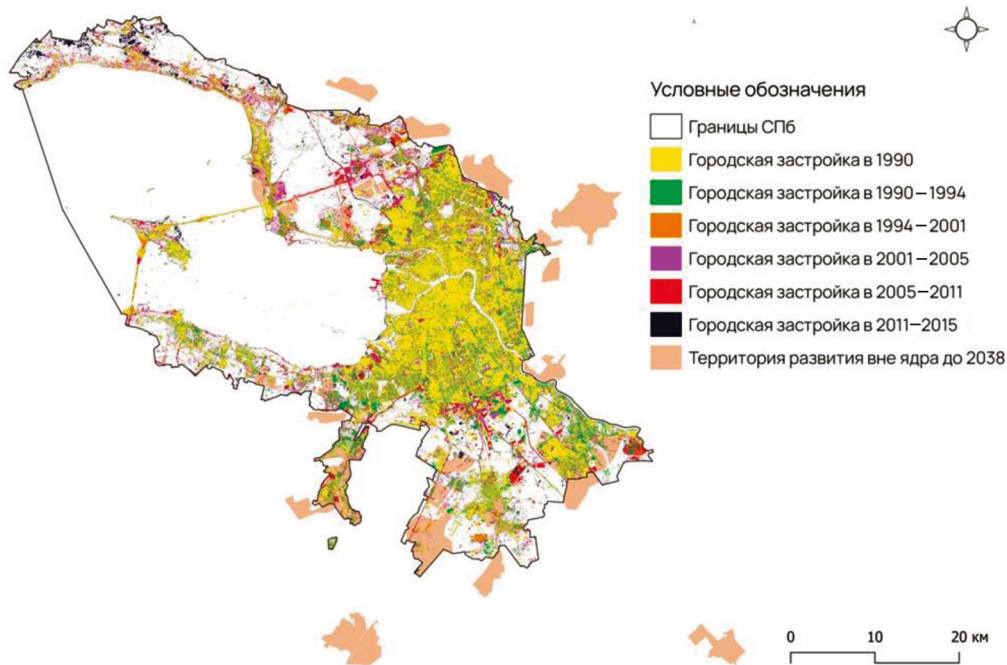 Условные обозначения
Границы СПб
Городская застройка в 1990
Городская застройка в 1990—1994
Городская застройка в 1994—2001
Городская застройка в 2001—2005
Городская застройка в 2005—2011
Городская застройка в 2011—2015
Территория развития вне ядра до 2038
0 10 20 км